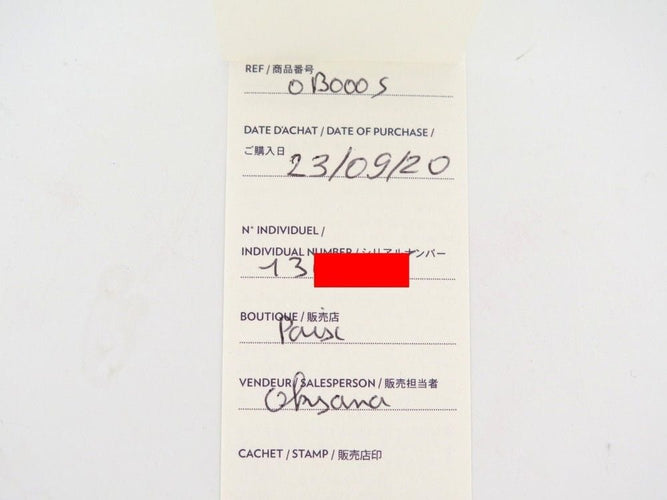 REF / 商品番号
0B000S
DATE D'ACHAT / DATE OF PURCHASE /
ご購入日
23/09/20
N° INDIVIDUEL /
INDIVIDUAL NUMBER / シリアルナンバー
13
BOUTIQUE / 販売店
VENDEUR / SALESPERSON / 販売担当者
Oksana
CACHET / STAMP / 販売店印